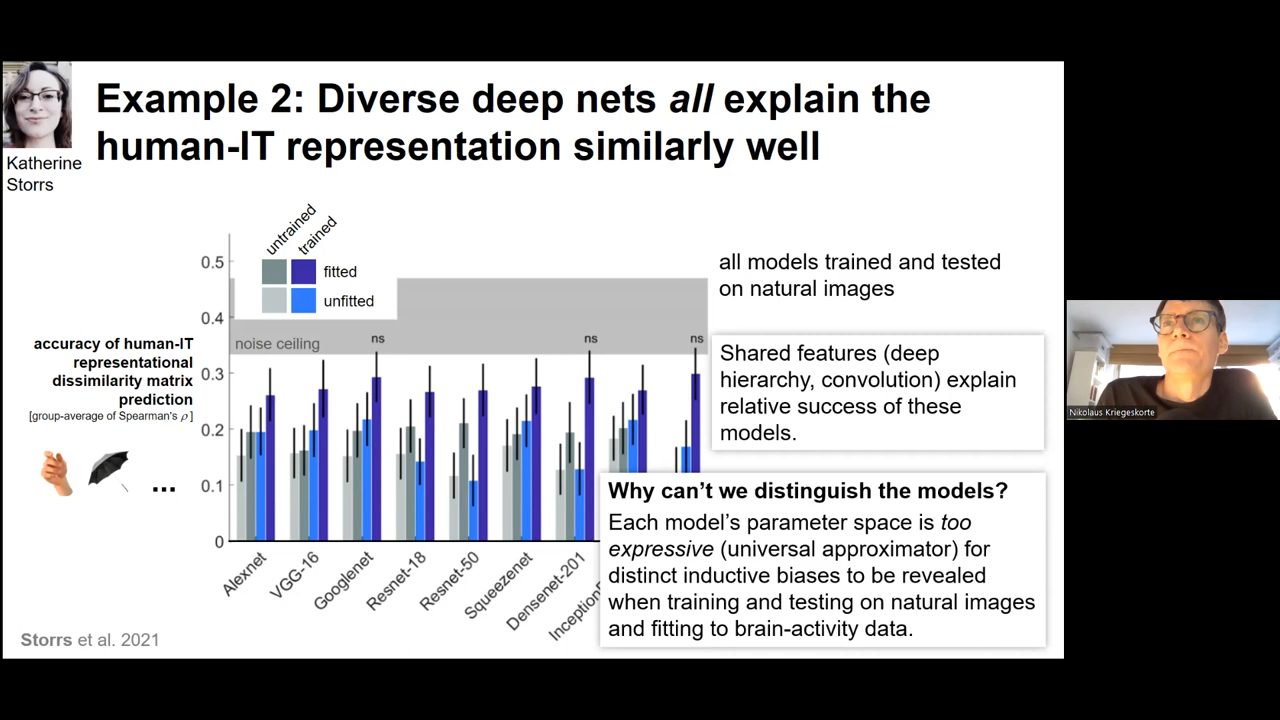 Example 2: Diverse deep nets all explain the
human-IT representation similarly well
Katherine
Storrs
untrained
trained
fitted
unfitted
0.5
0.4
0.3
0.2
0.1
0
noise ceiling
ns
ns
ns
accuracy of human-IT
representational
dissimilarity matrix
prediction
[group-average of Spearman's ρ ]
...
Alexnet
VGG-16
Googlenet
Resnet-18
Resnet-50
Squeezenet
Densenet-201
all models trained and tested
on natural images
Shared features (deep
hierarchy, convolution) explain
relative success of these
models.
Why can't we distinguish the models?
Each model's parameter space is too
expressive (universal approximator) for
distinct inductive biases to be revealed
when training and testing on natural images
and fitting to brain-activity data.
Storrs et al. 2021
Nikolaus Kriegeskorte